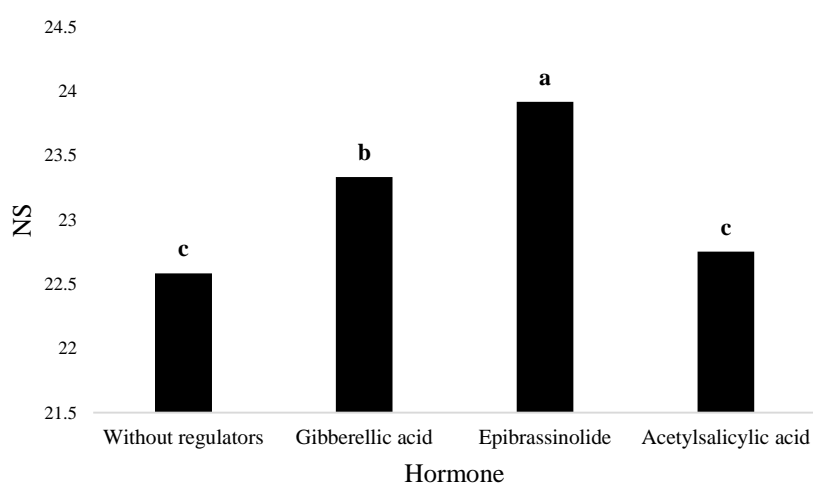 24.5
24
23.5
23
22.5
22
21.5
NS
c
b
a
c
Without regulators
Gibberellic acid
Epibrassinolide
Acetylsalicylic acid
Hormone